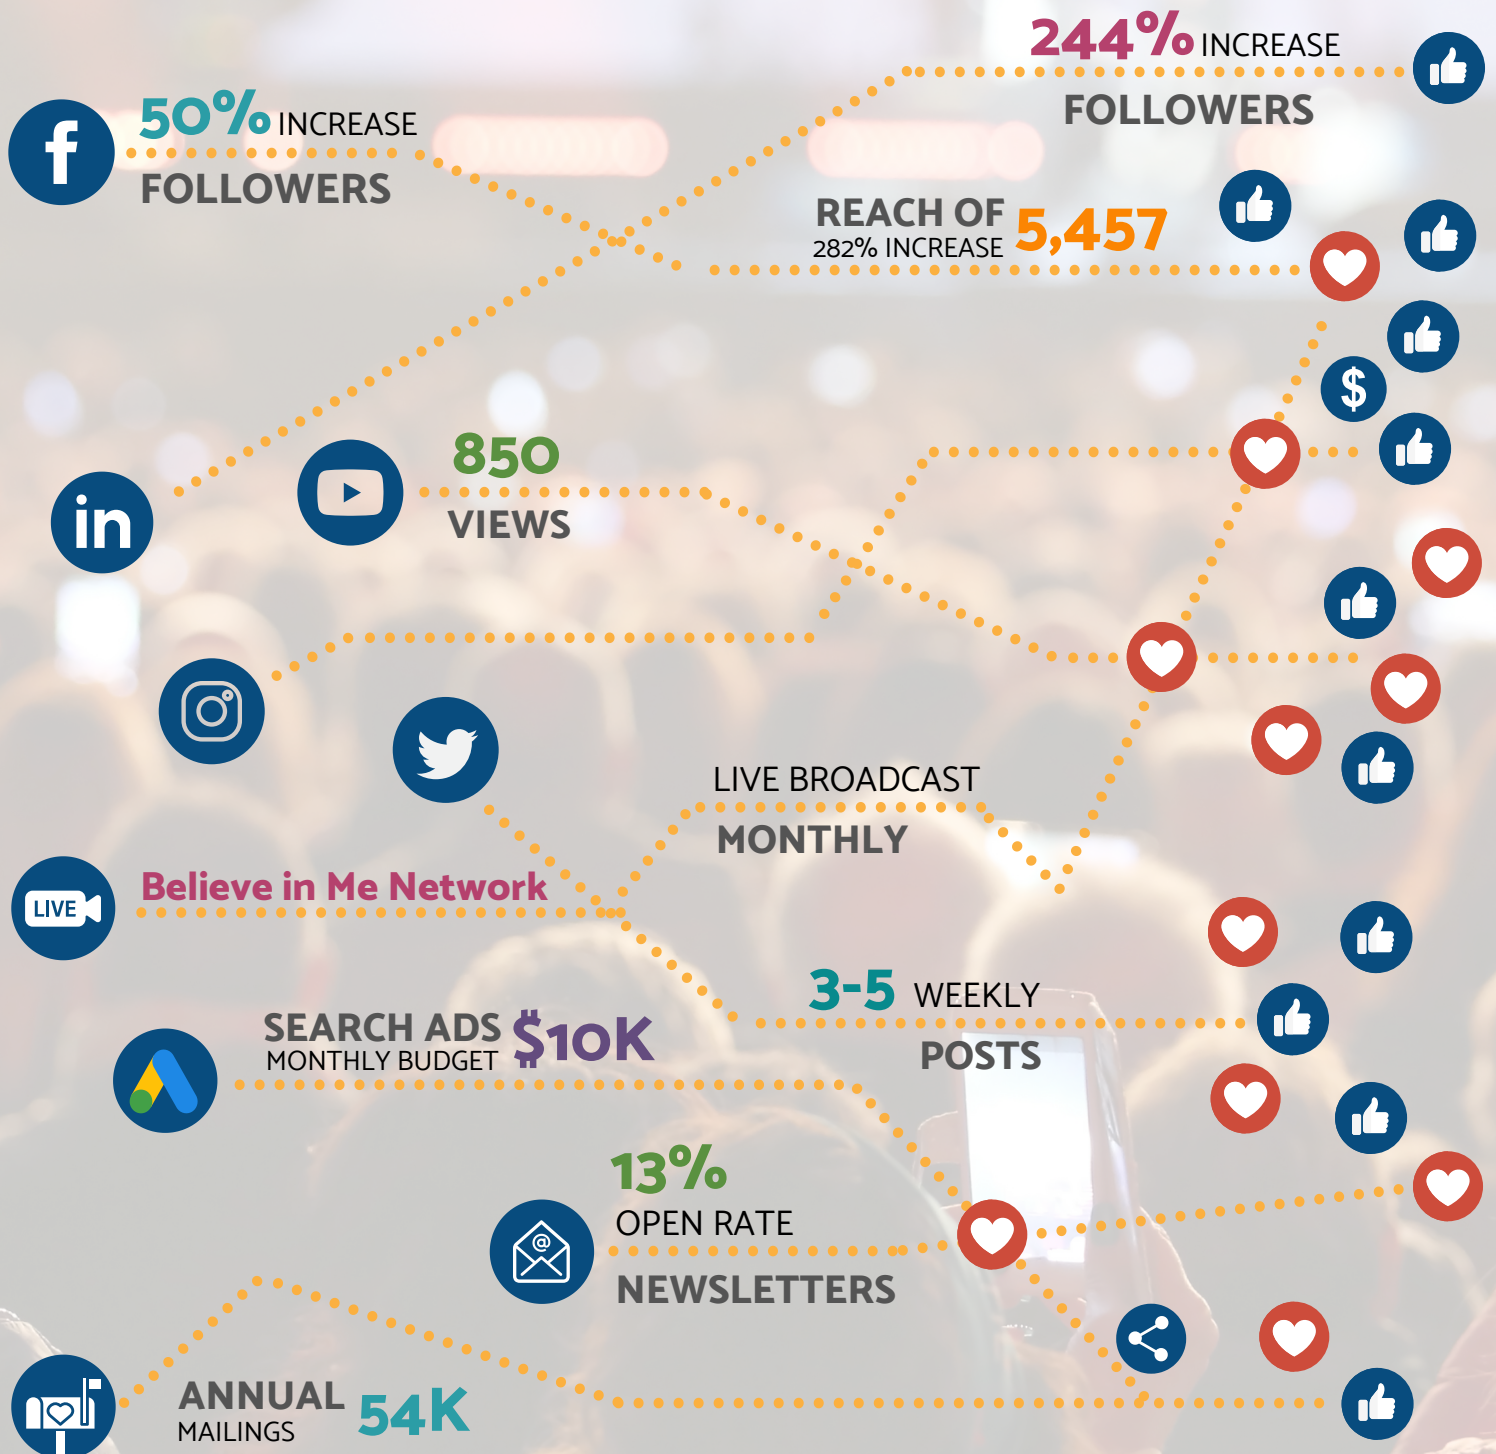 244% INCREASE
FOLLOWERS
f
50% INCREASE
FOLLOWERS
REACH OF 5,457
282% INCREASE
$
in
850
VIEWS
LIVE BROADCAST
MONTHLY
LIVE
Believe in Me Network
3-5 WEEKLY
POSTS
SEARCH ADS $10K
MONTHLY BUDGET
13%
OPEN RATE
@
NEWSLETTERS
ANNUAL 54K
MAILINGS